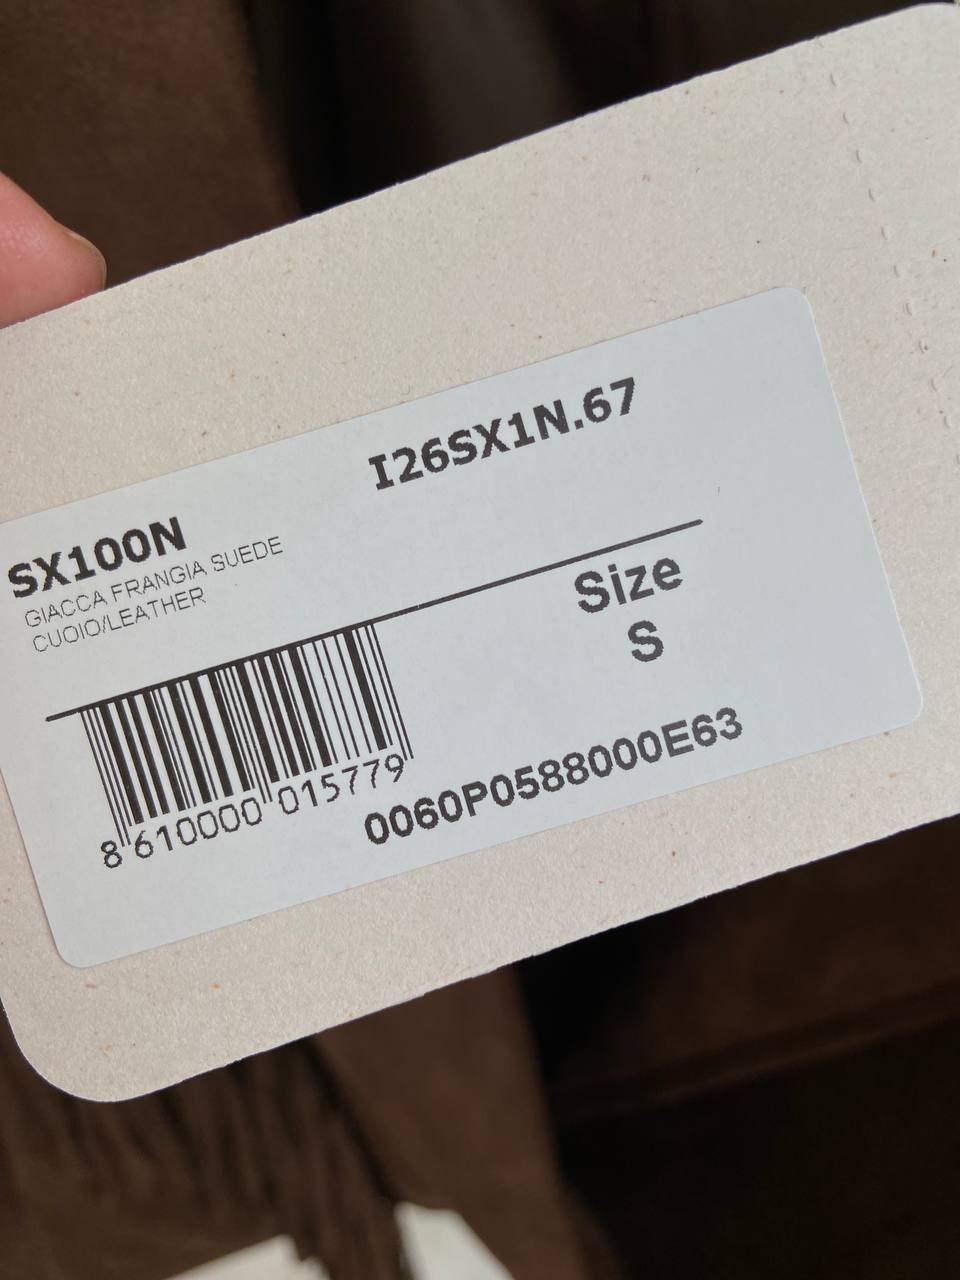 I26SX1N.67
SX100N
GIACCA FRANGIA SUEDE
CUOIO/LEATHER
Size
S
8 610000 015779
0060P0588000E63